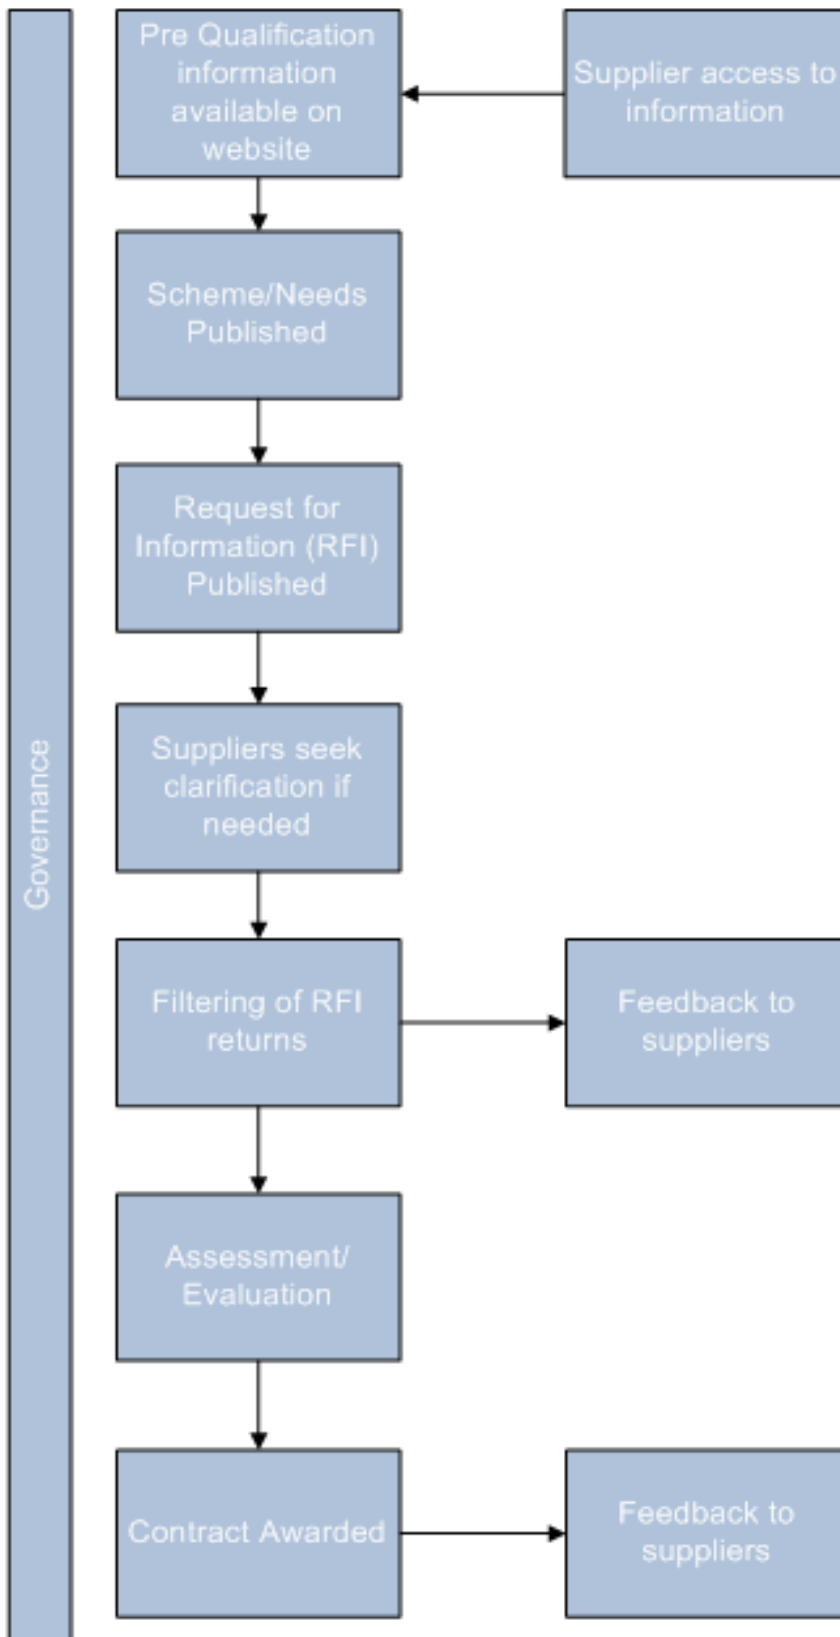 Pre Qualification
information
available on
website
Supplier access to
information
Scheme/Needs
Published
Request for
Information (RFI)
Published
Suppliers seek
clarification if
needed
Governance
Filtering of RFI
returns
Feedback to
suppliers
Assessment/
Evaluation
Contract Awarded
Feedback to
suppliers